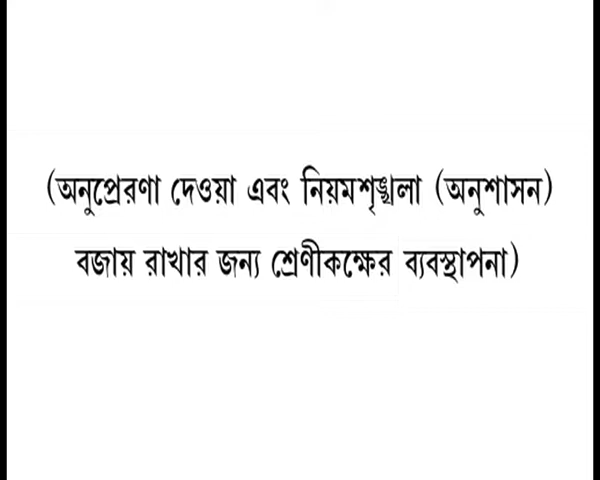 (অনুপ্রেরণা দেওয়া এবং নিয়মশৃঙ্খলা (অনুশাসন)
বজায় রাখার জন্য শ্রেণীকক্ষের ব্যবস্থাপনা)